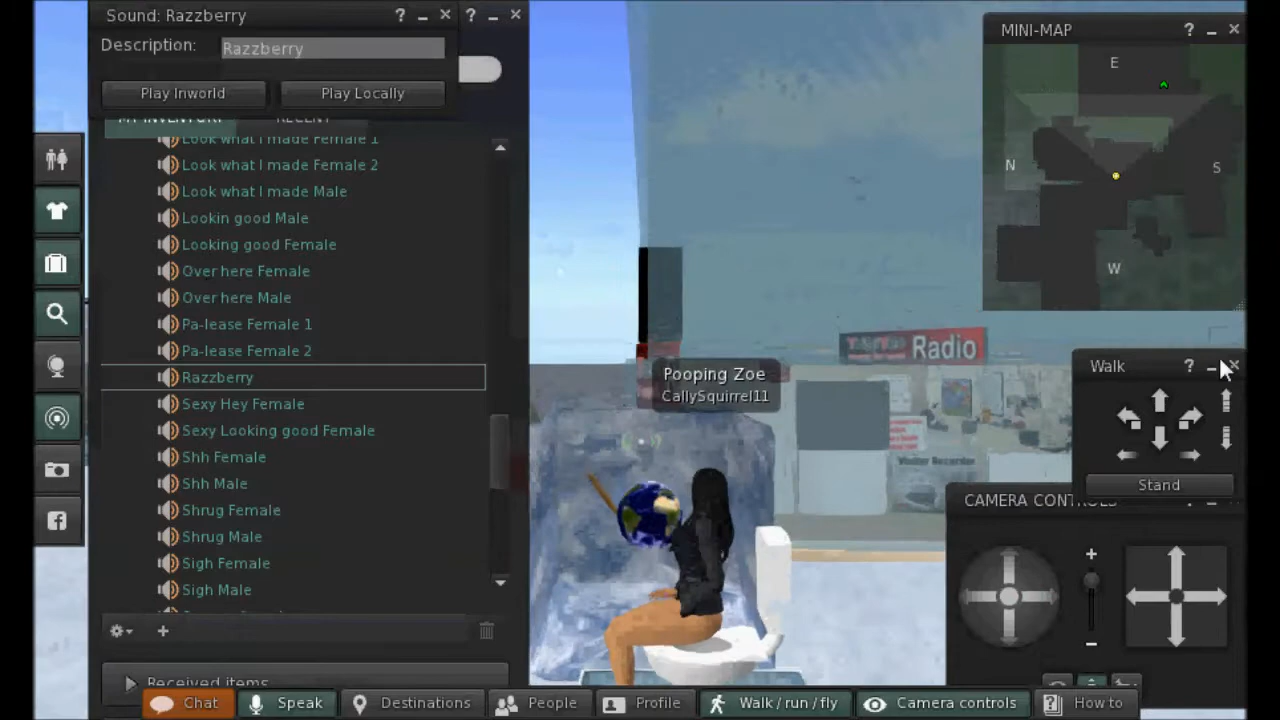 Sound: Razzberry
? _ ×
? _ ×
Description: Razzberry
Play Inworld
Play Locally
MY INVENTORY
RECENT
Look what I made Female 1
Look what I made Female 2
Look what I made Male
Lookin good Male
Looking good Female
Over here Female
Over here Male
Pa-lease Female 1
Pa-lease Female 2
Razzberry
Sexy Hey Female
Sexy Looking good Female
Shh Female
Shh Male
Shrug Female
Shrug Male
Sigh Female
Sigh Male
Received items
Pooping Zoe
CallySquirrel11
Radio
MINI-MAP
? _ ×
E
N
S
W
Walk
? _ ×
Stand
CAMERA CONTROLS
+
−
Chat
Speak
Destinations
People
Profile
Walk / run / fly
Camera controls
How to